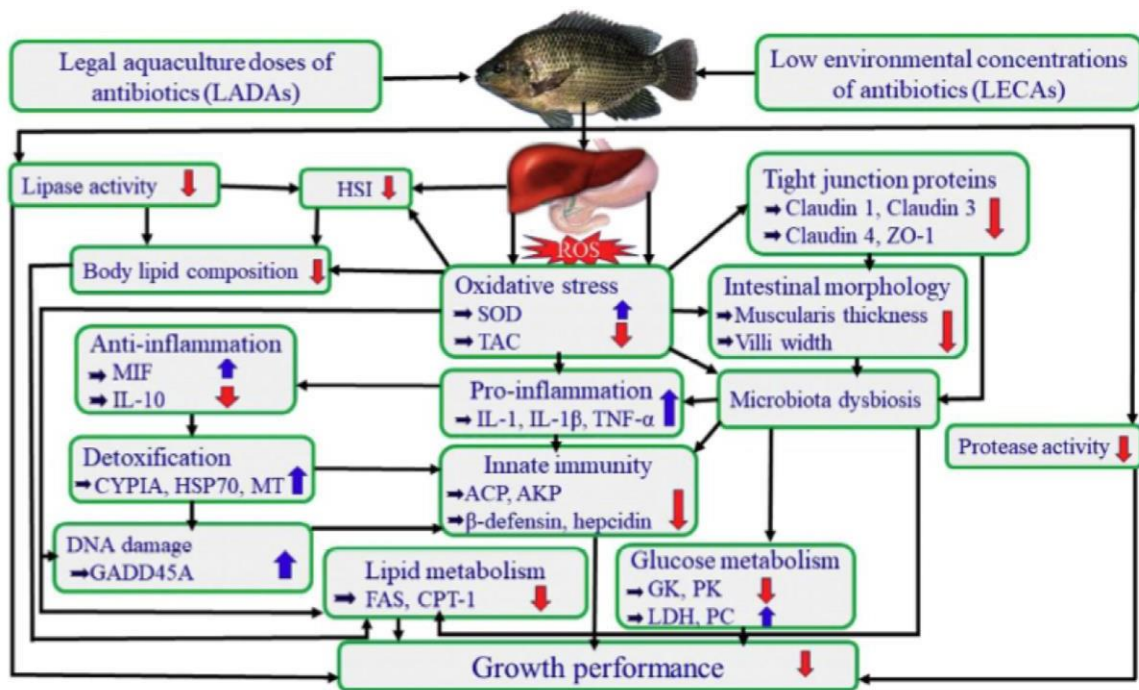 Legal aquaculture doses of
antibiotics (LADAs)
Low environmental concentrations
of antibiotics (LECAs)
Lipase activity
HSI
Tight junction proteins
Claudin 1, Claudin 3
Claudin 4, ZO-1
ROS
Body lipid composition
Oxidative stress
SOD
TAC
Intestinal morphology
Muscularis thickness
Villi width
Anti-inflammation
MIF
IL-10
Pro-inflammation
IL-1, IL-1β, TNF-α
Microbiota dysbiosis
Protease activity
Detoxification
CYPIA, HSP70, MT
Innate immunity
ACP, AKP
β-defensin, hepcidin
DNA damage
GADD45A
Lipid metabolism
FAS, CPT-1
Glucose metabolism
GK, PK
LDH, PC
Growth performance